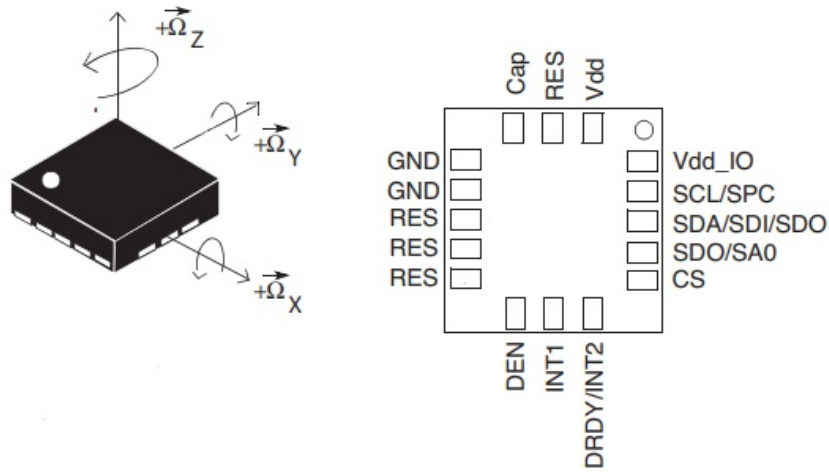 +Ω Z
+Ω Y
+Ω X
Cap
RES
Vdd
GND
GND
RES
RES
RES
Vdd_IO
SCL/SPC
SDA/SDI/SDO
SDO/SA0
CS
DEN
INT1
DRDY/INT2